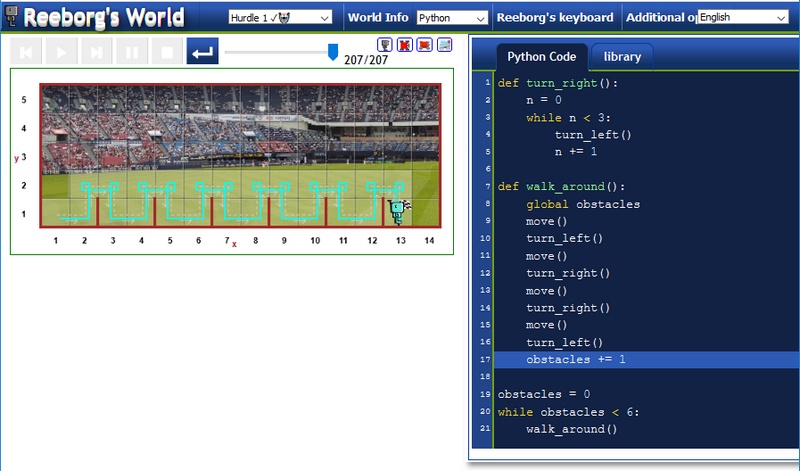 Reeborg's World
Hurdle 1 ✓
World Info
Python
Reeborg's keyboard
Additional op
English
207/207
Python Code
library
5
4
y 3
2
1
1 2 3 4 5 6 7 8 9 10 11 12 13 14
x
1 def turn_right():
2 n = 0
3 while n < 3:
4 turn_left()
5 n += 1
6
7 def walk_around():
8 global obstacles
9 move()
10 turn_left()
11 move()
12 turn_right()
13 move()
14 turn_right()
15 move()
16 turn_left()
17 obstacles += 1
18
19 obstacles = 0
20 while obstacles < 6:
21 walk_around()